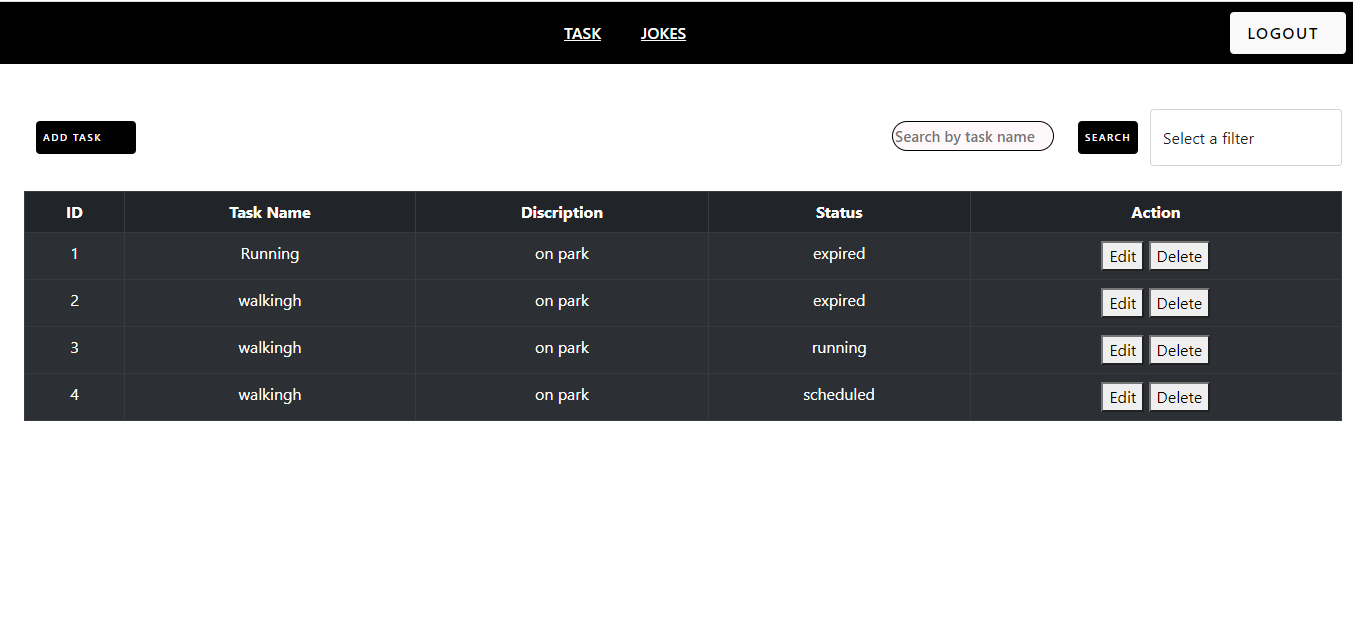 TASK JOKES LOGOUT
ADD TASK Search by task name SEARCH Select a filter
ID Task Name Discription Status Action
1 Running on park expired Edit Delete
2 walkingh on park expired Edit Delete
3 walkingh on park running Edit Delete
4 walkingh on park scheduled Edit Delete